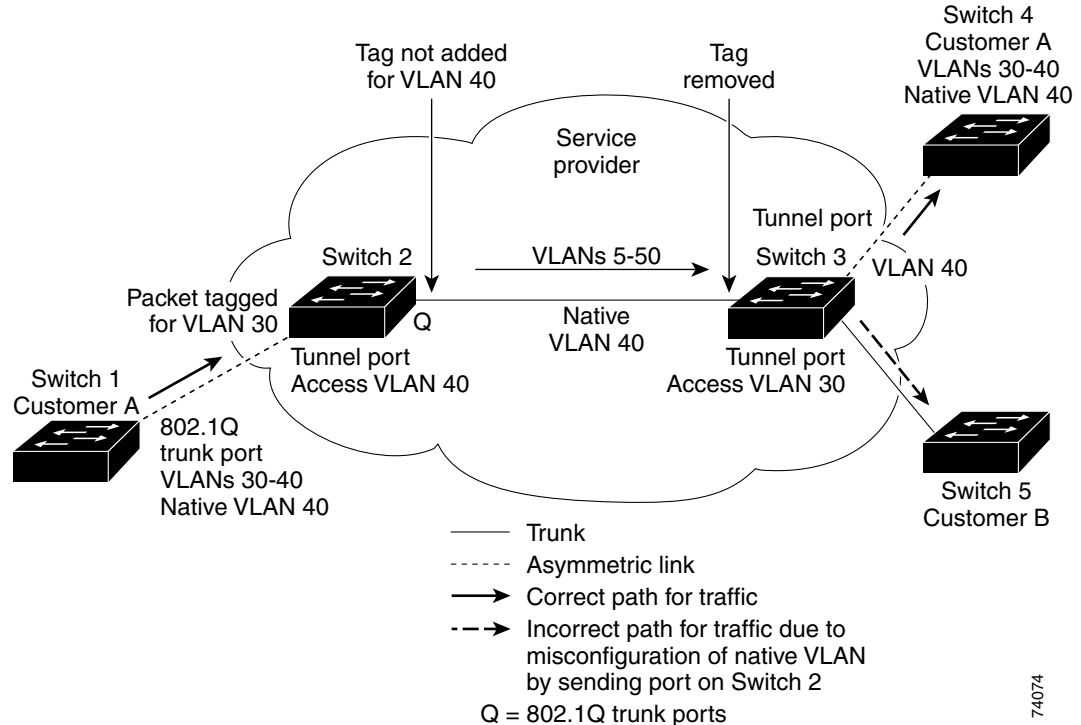 Switch 4
Customer A
VLANs 30-40
Native VLAN 40
Tag not added
for VLAN 40
Tag
removed
Service
provider
Tunnel port
Switch 2
VLANs 5-50
Switch 3
VLAN 40
Packet tagged
for VLAN 30
Q
Native
VLAN 40
Tunnel port
Access VLAN 40
Tunnel port
Access VLAN 30
Switch 1
Customer A
802.1Q
trunk port
VLANs 30-40
Native VLAN 40
Switch 5
Customer B
Trunk
Asymmetric link
Correct path for traffic
Incorrect path for traffic due to
misconfiguration of native VLAN
by sending port on Switch 2
Q = 802.1Q trunk ports
74074